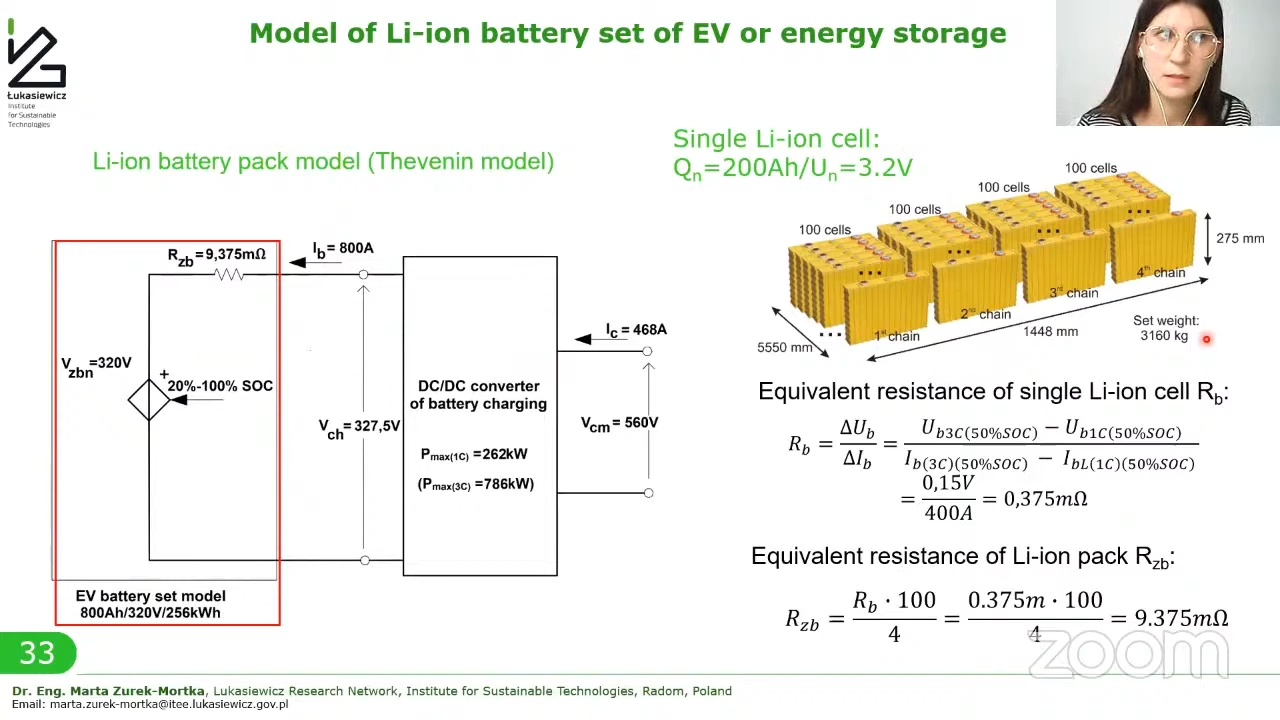 Model of Li-ion battery set of EV or energy storage
Łukasiewicz
Institute
for Sustainable
Technologies
Li-ion battery pack model (Thevenin model)
Single Li-ion cell:
Qn=200Ah/Un=3.2V
100 cells
100 cells
100 cells
100 cells
275 mm
4th chain
3rd chain
2nd chain
1st chain
1448 mm
5550 mm
Set weight:
3160 kg
Rzb=9,375mΩ
Ib= 800A
Vzbn=320V
+
20%-100% SOC
Vch= 327,5V
Ic= 468A
Vcm= 560V
DC/DC converter
of battery charging
Pmax(1C)=262kW
(Pmax(3C)=786kW)
EV battery set model
800Ah/320V/256kWh
Equivalent resistance of single Li-ion cell Rb:
Rb = ΔUb/ΔIb = Ub3C(50%SOC) − Ub1C(50%SOC) / Ib(3C)(50%SOC) − IbL(1C)(50%SOC)
= 0,15V/400A = 0,375mΩ
Equivalent resistance of Li-ion pack Rzb:
Rzb = Rb · 100/4 = 0.375m · 100/4 = 9.375mΩ
zoom
33
Dr. Eng. Marta Zurek-Mortka, Lukasiewicz Research Network, Institute for Sustainable Technologies, Radom, Poland
Email: marta.zurek-mortka@itee.lukasiewicz.gov.pl